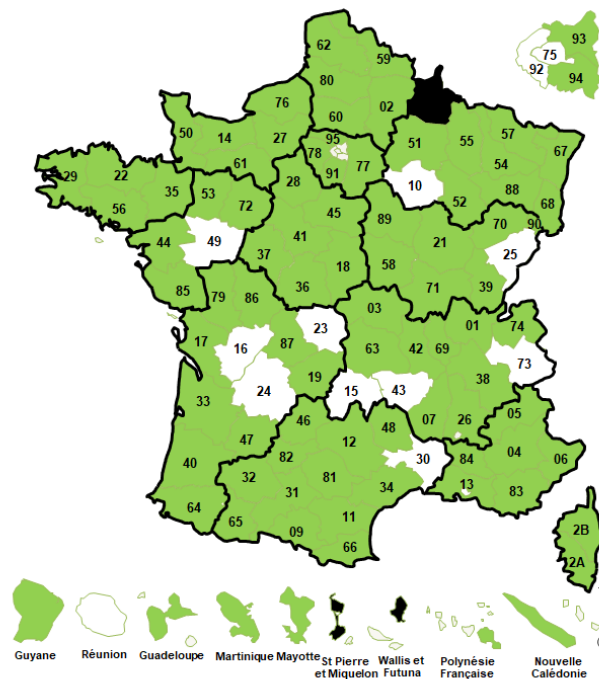 62 59 93
75
92
80 94
76
60 02
50 14 27 95
51 55 57 67
78 77
61 91 54
29 22 35 53 28 10 88
56 72 45 52 68
89 70 90
44 49 41 21
37 18 58 25
85 36 71 39
79 86 03
23 01 74
17 16 87 63 42 69 73
24 19 15 43 38
33 07 26 05
46 48
47 12 30 84 04 06
40 32 82 81 34 13 83
31
64 65 09 11
66
2B
2A
Guyane Réunion Guadeloupe Martinique Mayotte St Pierre et Miquelon Wallis et Futuna Polynésie Française Nouvelle Calédonie